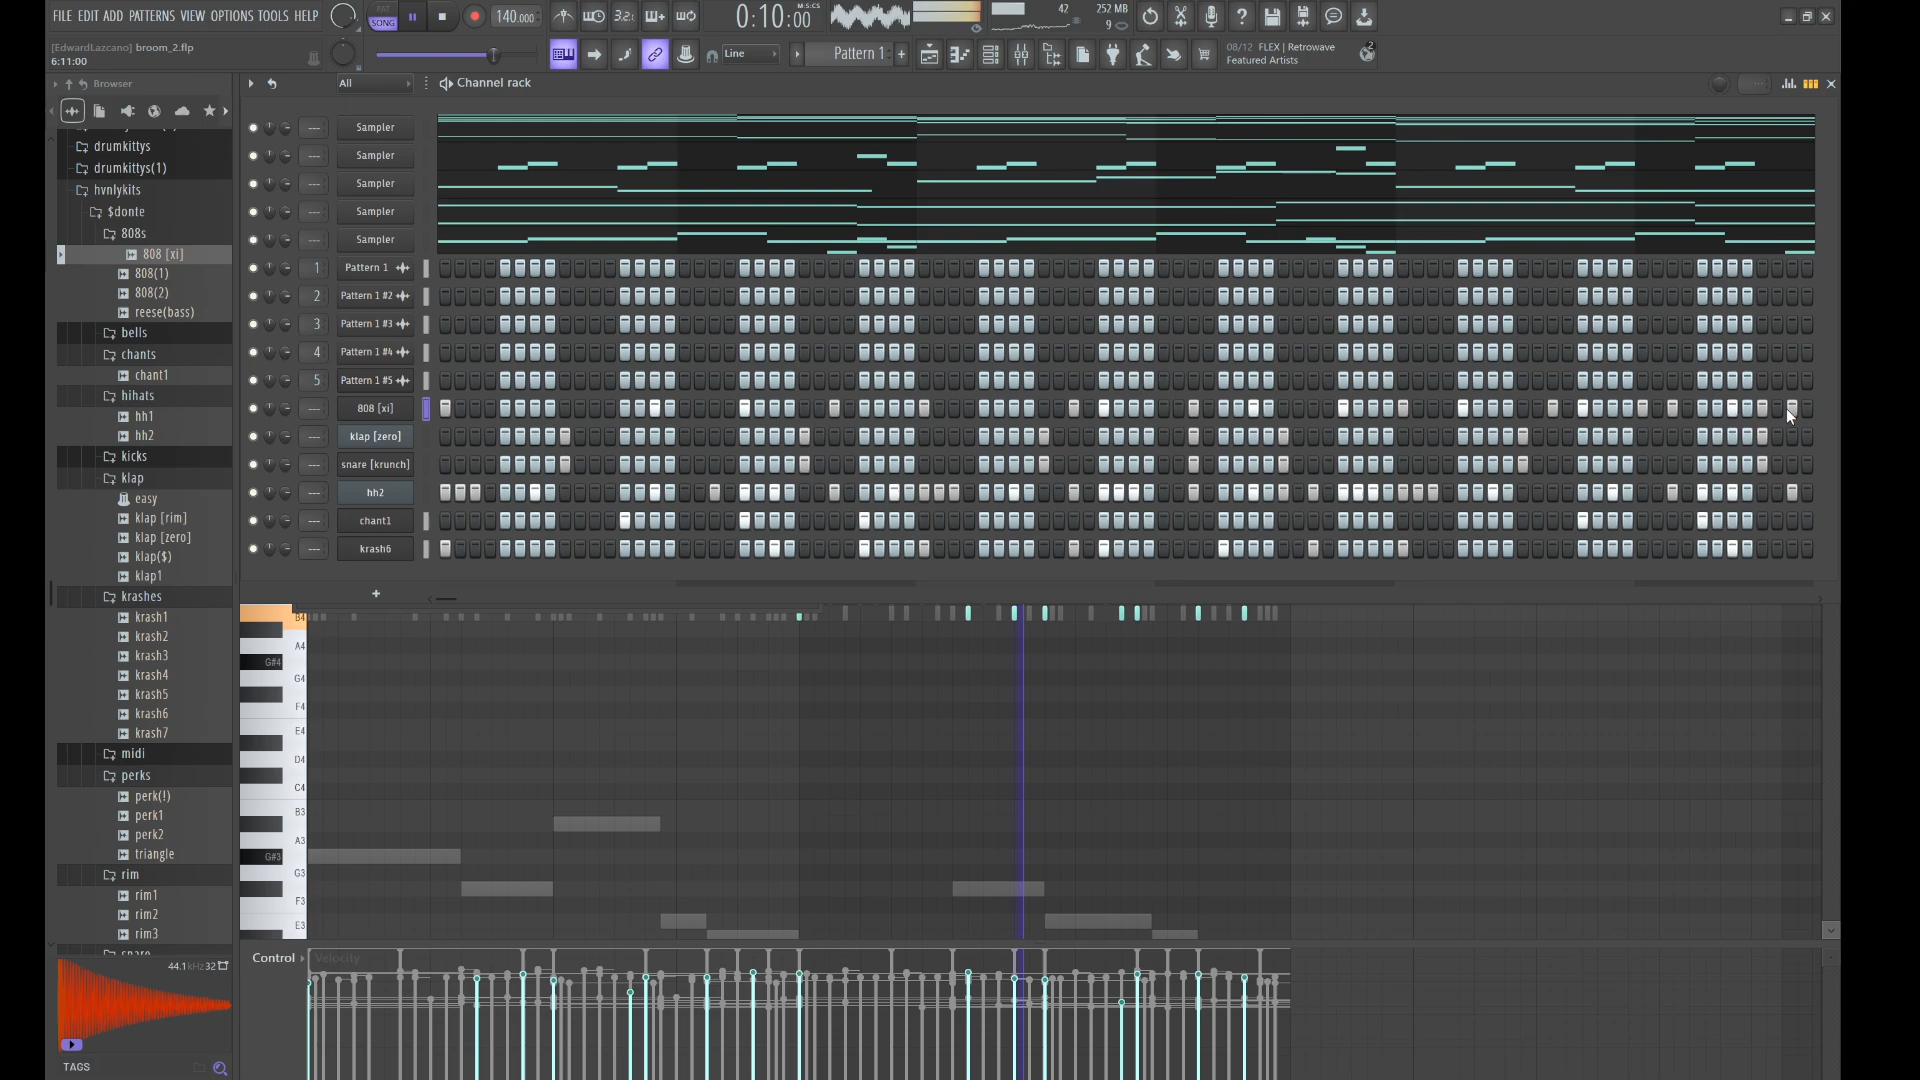 FILE EDIT ADD PATTERNS VIEW OPTIONS TOOLS HELP
PAT
SONG
140.000
3.2.
0:10:00
M:S:CS
42
252 MB
9
[EdwardLazcano] broom_2.flp
6:11:00
Line
Pattern 1
+
08/12 FLEX | Retrowave
Featured Artists
2
Browser
All
Channel rack
drumkittys
drumkittys(1)
hvnlykits
$donte
808s
808 [xi]
808(1)
808(2)
reese(bass)
bells
chants
chant1
hihats
hh1
hh2
kicks
klap
easy
klap [rim]
klap [zero]
klap($)
klap1
krashes
krash1
krash2
krash3
krash4
krash5
krash6
krash7
midi
perks
perk(!)
perk1
perk2
triangle
rim
rim1
rim2
rim3
44.1kHz 32
TAGS
--- Sampler
--- Sampler
--- Sampler
--- Sampler
--- Sampler
1 Pattern 1
2 Pattern 1 #2
3 Pattern 1 #3
4 Pattern 1 #4
5 Pattern 1 #5
--- 808 [xi]
--- klap [zero]
--- snare [krunch]
--- hh2
--- chant1
--- krash6
+
B4
A4
G#4
G4
F4
E4
D4
C4
B3
A3
G#3
G3
F3
E3
Control
Velocity